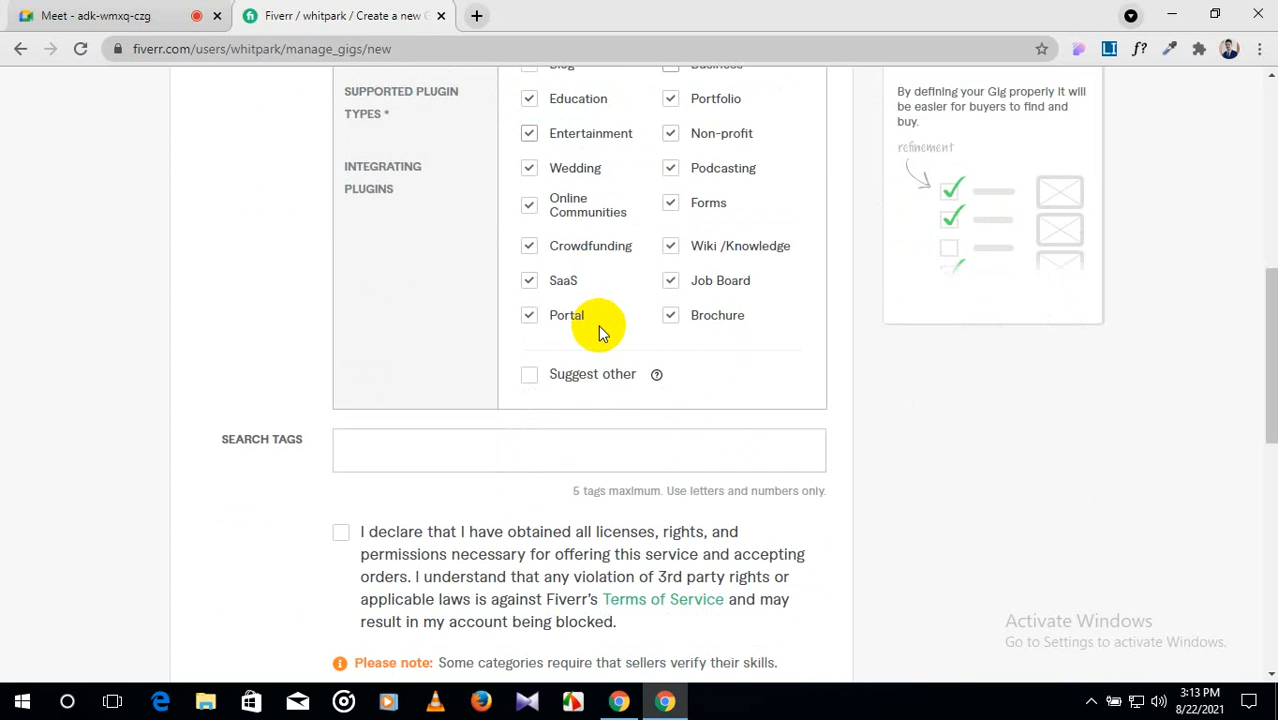 Meet - adk-wmxq-czg
Fiverr / whitpark / Create a new G
fiverr.com/users/whitpark/manage_gigs/new
Blog
Business
SUPPORTED PLUGIN
TYPES *
Education
Portfolio
Entertainment
Non-profit
INTEGRATING
PLUGINS
Wedding
Podcasting
Online
Communities
Forms
Crowdfunding
Wiki /Knowledge
SaaS
Job Board
Portal
Brochure
Suggest other
SEARCH TAGS
5 tags maximum. Use letters and numbers only.
I declare that I have obtained all licenses, rights, and
permissions necessary for offering this service and accepting
orders. I understand that any violation of 3rd party rights or
applicable laws is against Fiverr's Terms of Service and may
result in my account being blocked.
Please note: Some categories require that sellers verify their skills.
By defining your Gig properly it will
be easier for buyers to find and
buy.
refinement
Activate Windows
Go to Settings to activate Windows.
3:13 PM
8/22/2021